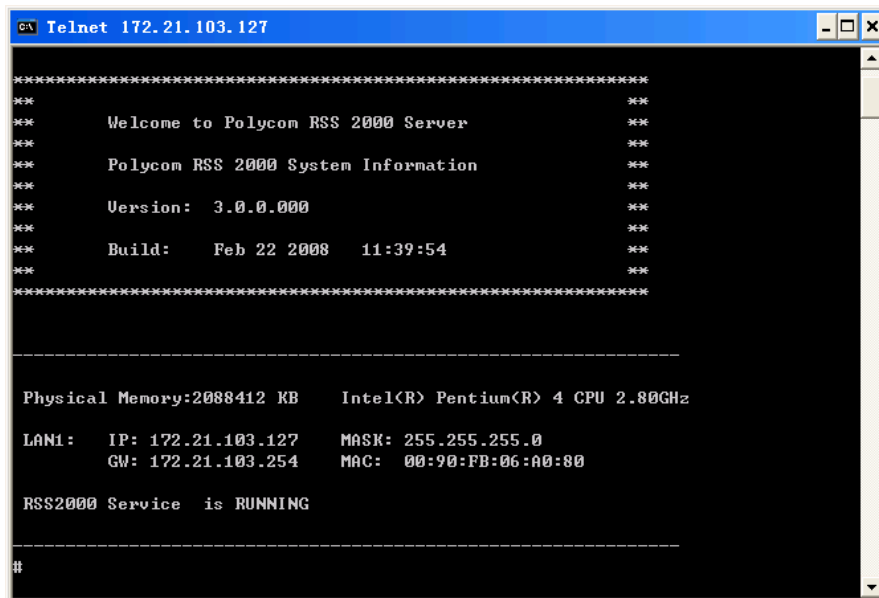 Telnet 172.21.103.127
************************************************************
** **
** Welcome to Polycom RSS 2000 Server **
** **
** Polycom RSS 2000 System Information **
** **
** Version: 3.0.0.000 **
** **
** Build: Feb 22 2008 11:39:54 **
** **
************************************************************
_______________________________________________________________
Physical Memory:2088412 KB Intel(R) Pentium(R) 4 CPU 2.80GHz
LAN1: IP: 172.21.103.127 MASK: 255.255.255.0
GW: 172.21.103.254 MAC: 00:90:FB:06:A0:80
RSS2000 Service is RUNNING
_______________________________________________________________
#